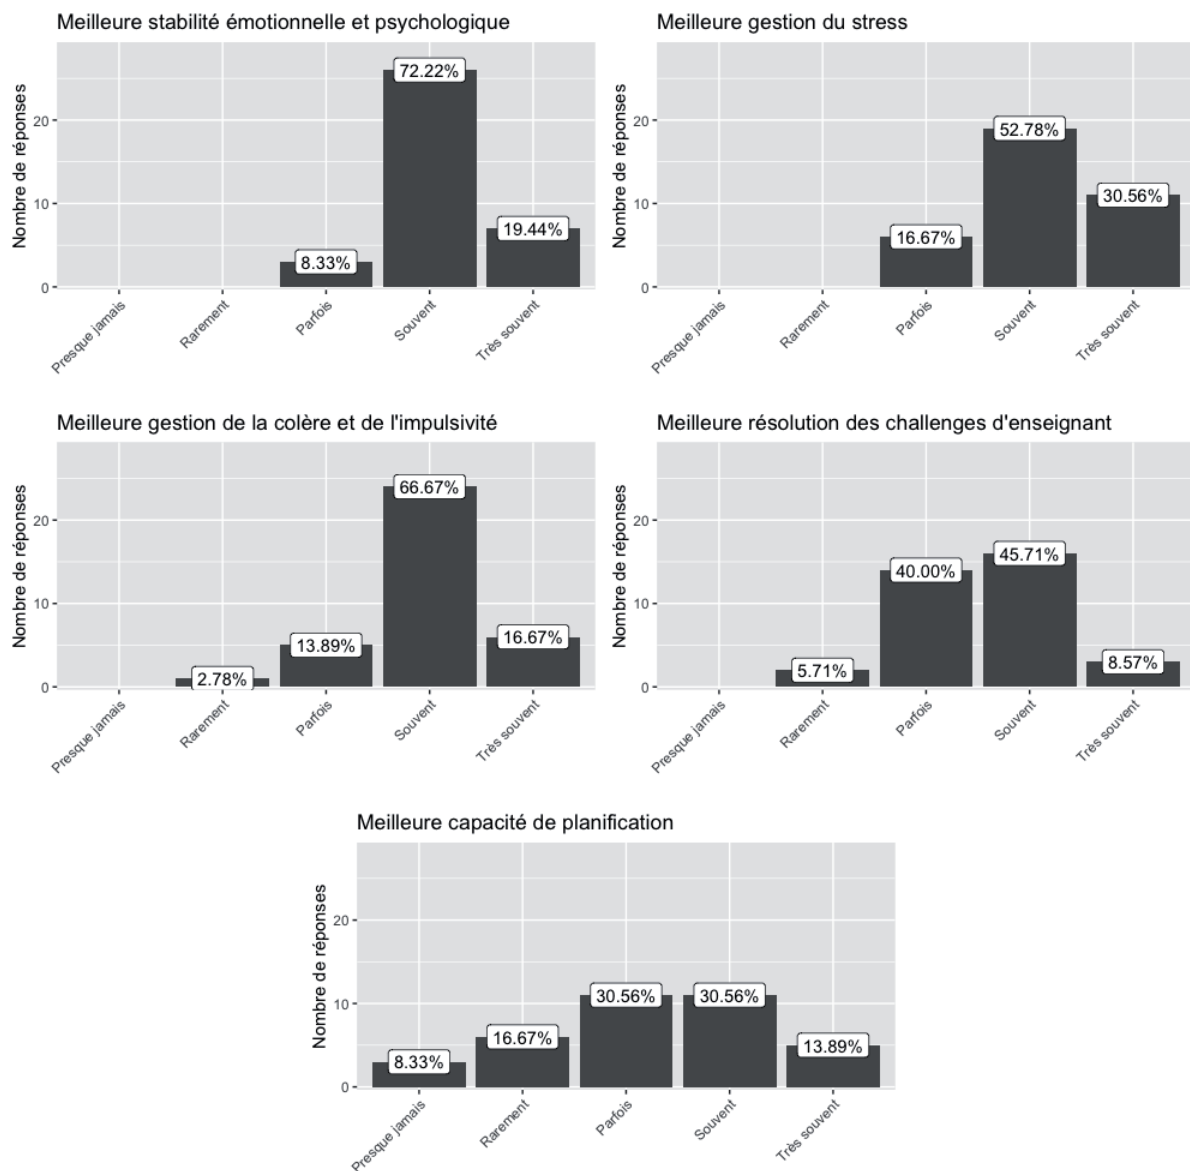 Meilleure stabilité émotionnelle et psychologique
Nombre de réponses
20
10
0
8.33%
72.22%
19.44%
Presque jamais
Rarement
Parfois
Souvent
Très souvent
Meilleure gestion du stress
Nombre de réponses
20
10
0
16.67%
52.78%
30.56%
Presque jamais
Rarement
Parfois
Souvent
Très souvent
Meilleure gestion de la colère et de l'impulsivité
Nombre de réponses
20
10
0
2.78%
13.89%
66.67%
16.67%
Presque jamais
Rarement
Parfois
Souvent
Très souvent
Meilleure résolution des challenges d'enseignant
Nombre de réponses
20
10
0
5.71%
40.00%
45.71%
8.57%
Presque jamais
Rarement
Parfois
Souvent
Très souvent
Meilleure capacité de planification
Nombre de réponses
20
10
0
8.33%
16.67%
30.56%
30.56%
13.89%
Presque jamais
Rarement
Parfois
Souvent
Très souvent